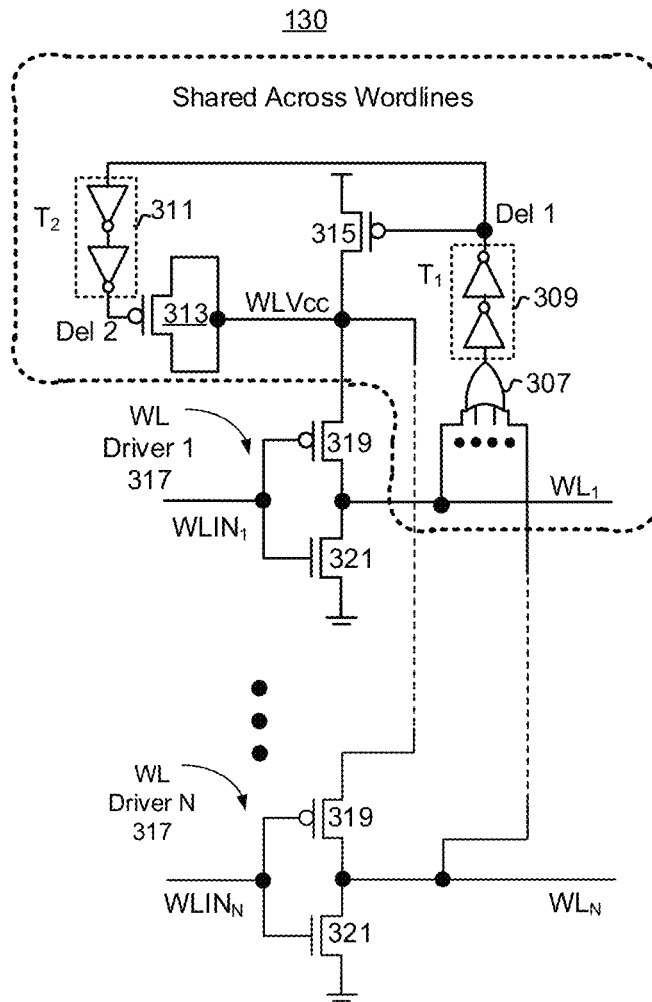 130
Shared Across Wordlines
T2
311
315
Del 1
T1
309
Del 2
313
WLVcc
307
WL
Driver 1
317
319
WL1
WLIN1
321
WL
Driver N
317
319
WLINN
WLN
321